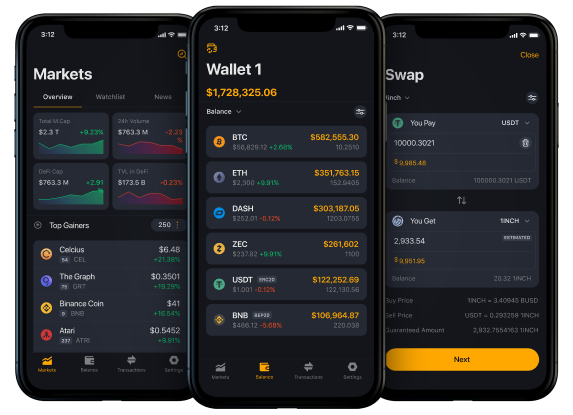 3:12
Markets
Overview Watchlist News
Total M.Cap 24h Volume
$2.3 T +9.23% $763.3 M -2.23
%
DeFi Cap TVL in DeFi
$763.3 M +2.91 $173.5 B -0.23%
%
Top Gainers 250
Celcius $6.48
54 CEL +21.38%
The Graph $0.3501
75 GRT +19.29%
Binance Coin $41
9 BNB +16.54%
Atari $0.5452
237 ATRI +9.91%
Markets Balance Transactions Settings
3:12
Wallet 1
$1,728,325.06
Balance
BTC $582,555.30
$56,829.12 +2.66% 10.2510
ETH $351,763.15
$2,300 +9.91% 152.9405
DASH $303,187.05
$252.01 -0.12% 1203.0755
ZEC $261,602
$237.82 +9.91% 1100
USDT ERC20 $122,252.69
$1.001 -0.12% 122,130.56
BNB BEP20 $106,964.87
$486.12 -5.68% 220.038
Markets Balance Transactions Settings
3:12
Close
Swap
1inch
You Pay USDT
10000.3021
$9,985.48
Balance 100000.3021 USDT
You Get 1INCH
2,933.54 ESTIMATED
$9,951.95
Balance 28.32 1INCH
Buy Price 1INCH = 3.40945 BUSD
Sell Price USDT = 0.293259 1INCH
Guaranteed Amount 2,932.7554163 1INCH
Next